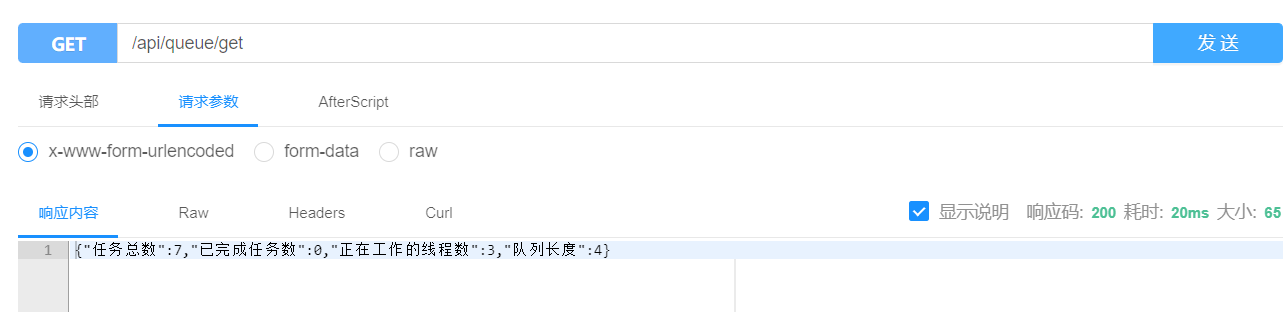 GET /api/queue/get 发送
请求头部 请求参数 AfterScript
x-www-form-urlencoded form-data raw
响应内容 Raw Headers Curl 显示说明 响应码: 200 耗时: 20ms 大小: 65
1 {"任务总数":7,"已完成任务数":0,"正在工作的线程数":3,"队列长度":4}